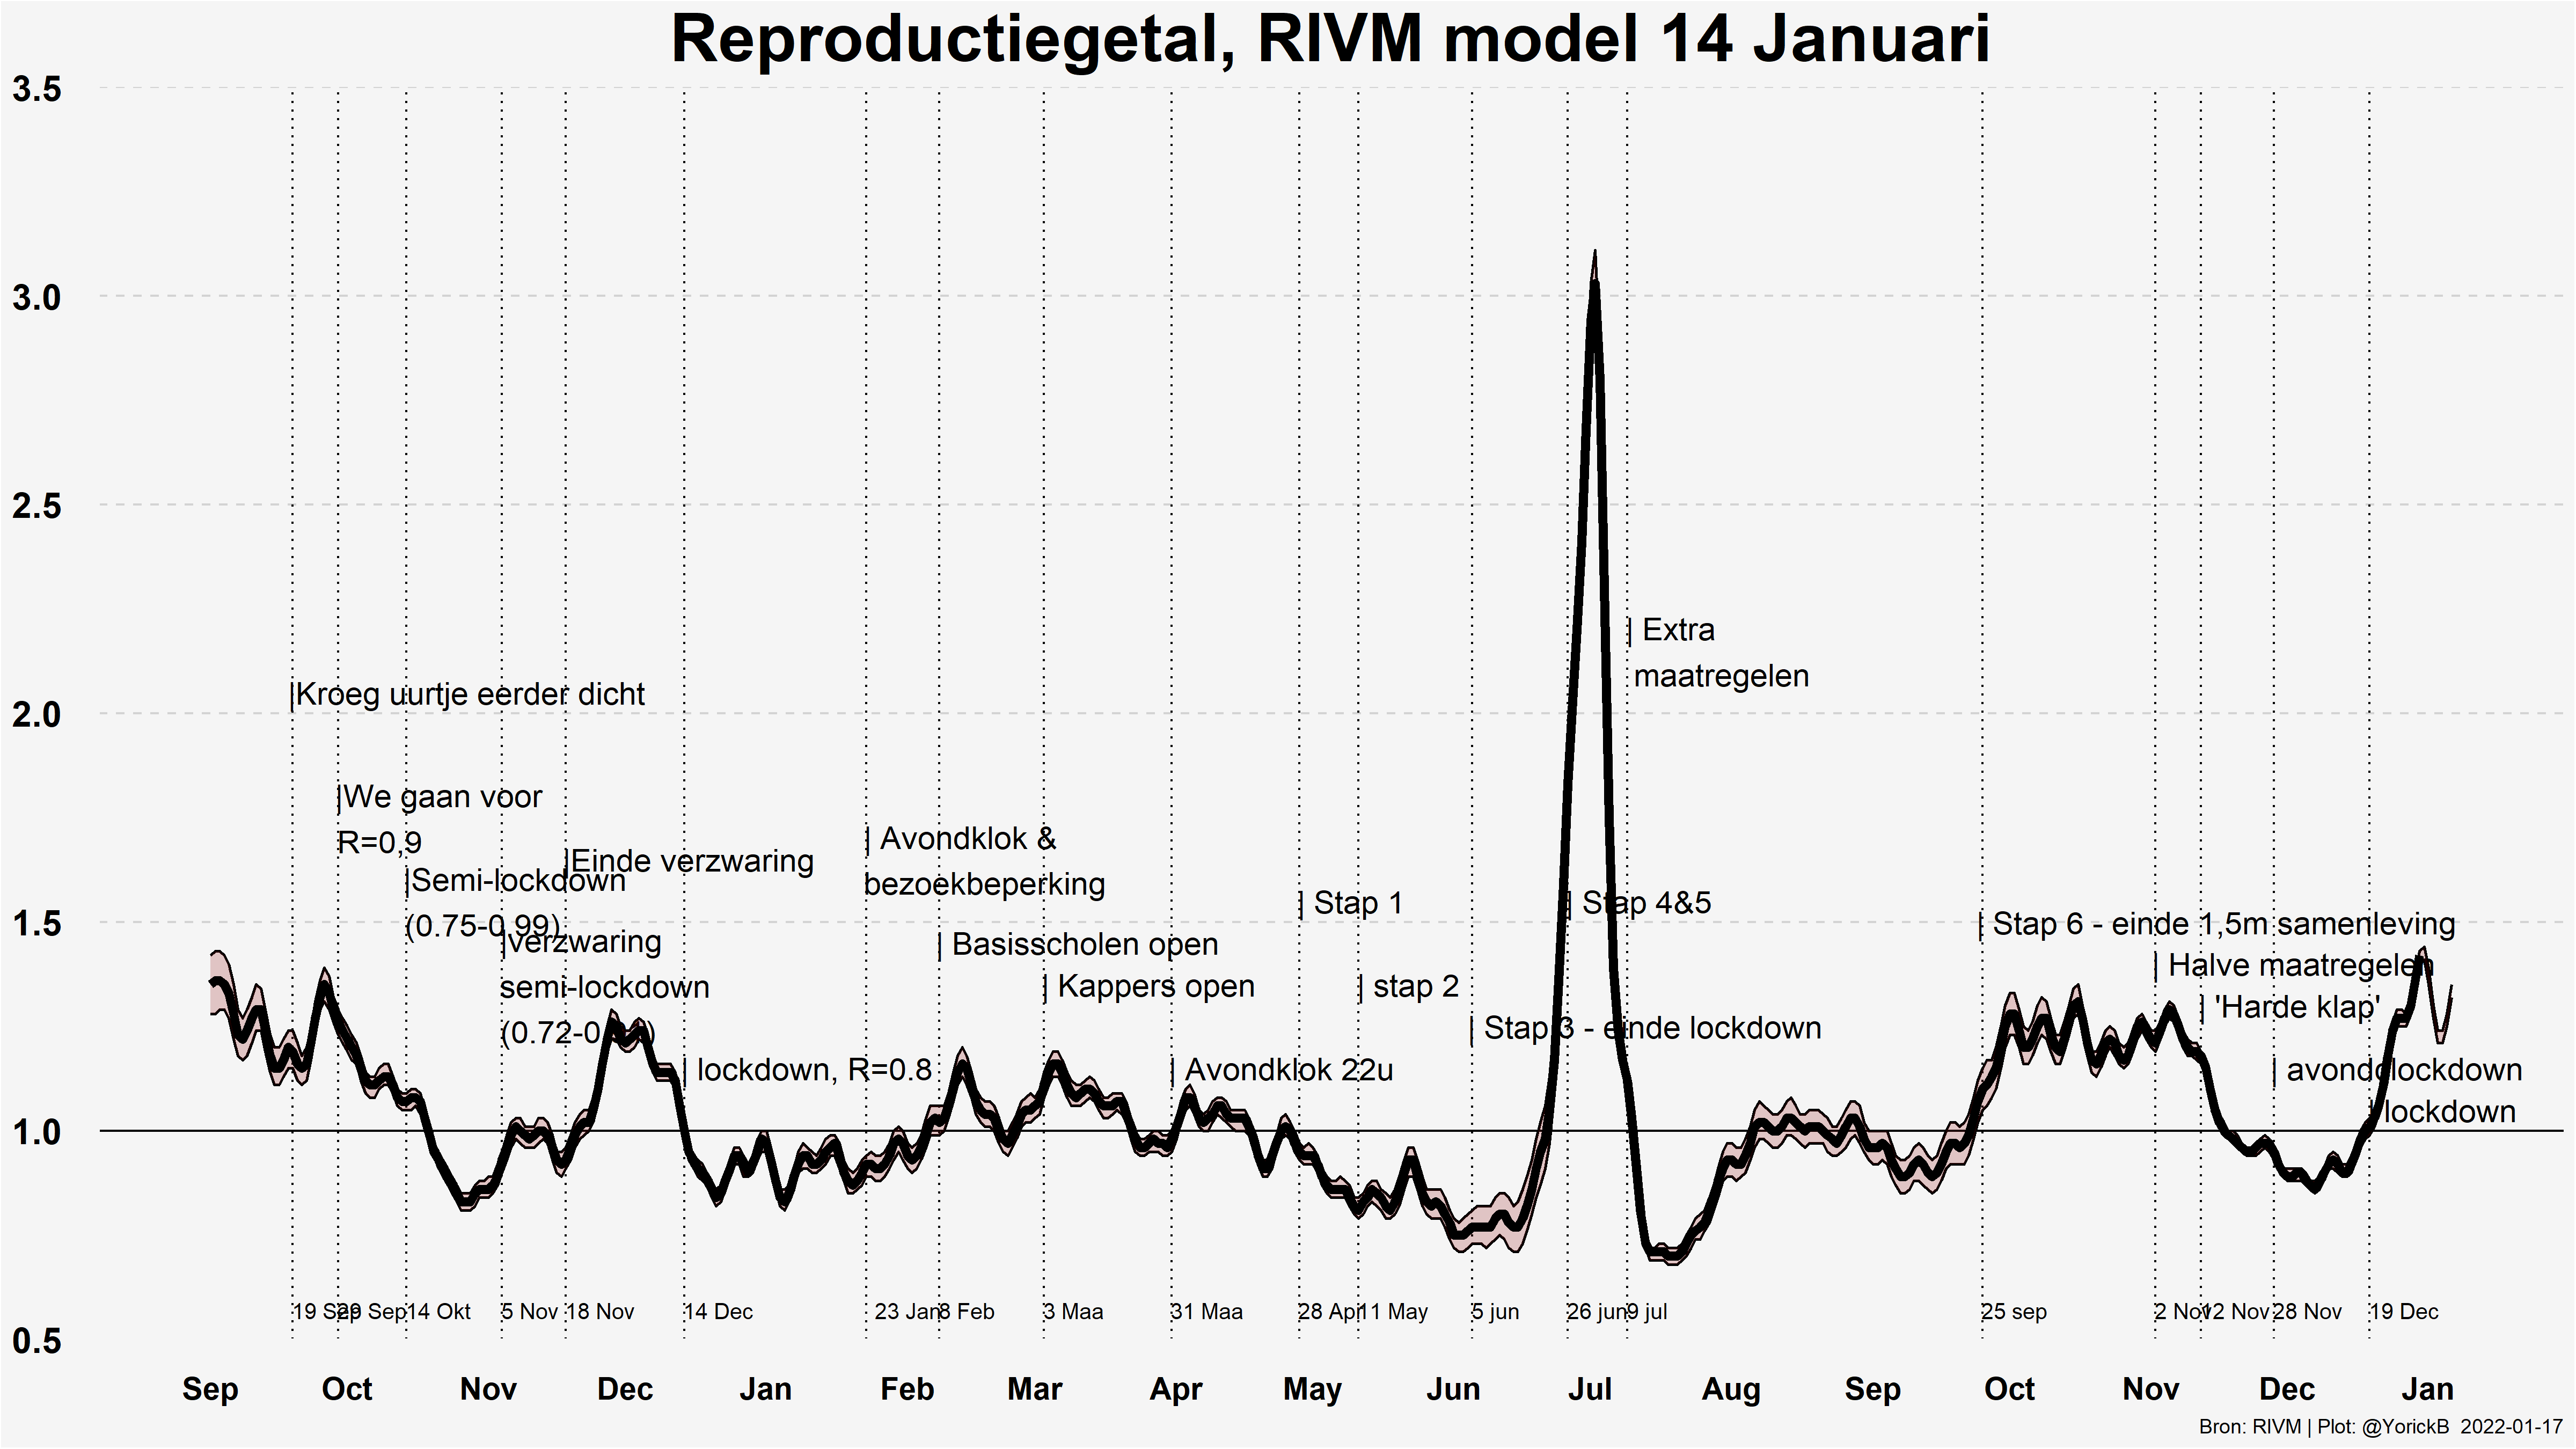 Reproductiegetal, RIVM model 14 Januari
3.5
3.0
2.5
2.0
1.5
1.0
0.5
|Kroeg uurtje eerder dicht
|We gaan voor
R=0,9
|Semi-lockdown
(0.75-0.99)
|verzwaring
semi-lockdown
(0.72-0.
|Einde verzwaring
| lockdown, R=0.8
| Avondklok &
bezoekbeperking
| Basisscholen open
| Kappers open
| Avondklok 22u
| Stap 1
| stap 2
| Stap 3 - einde lockdown
| Stap 4&5
| Extra
maatregelen
| Stap 6 - einde 1,5m samenleving
| Halve maatregelen
| 'Harde klap'
| avondlockdown
| lockdown
19 Sep
29 Sep
14 Okt
5 Nov
18 Nov
14 Dec
23 Jan
8 Feb
3 Maa
31 Maa
28 Apr
11 May
5 jun
26 jun
9 jul
25 sep
2 Nov
12 Nov
28 Nov
19 Dec
Sep
Oct
Nov
Dec
Jan
Feb
Mar
Apr
May
Jun
Jul
Aug
Sep
Oct
Nov
Dec
Jan
Bron: RIVM | Plot: @YorickB 2022-01-17